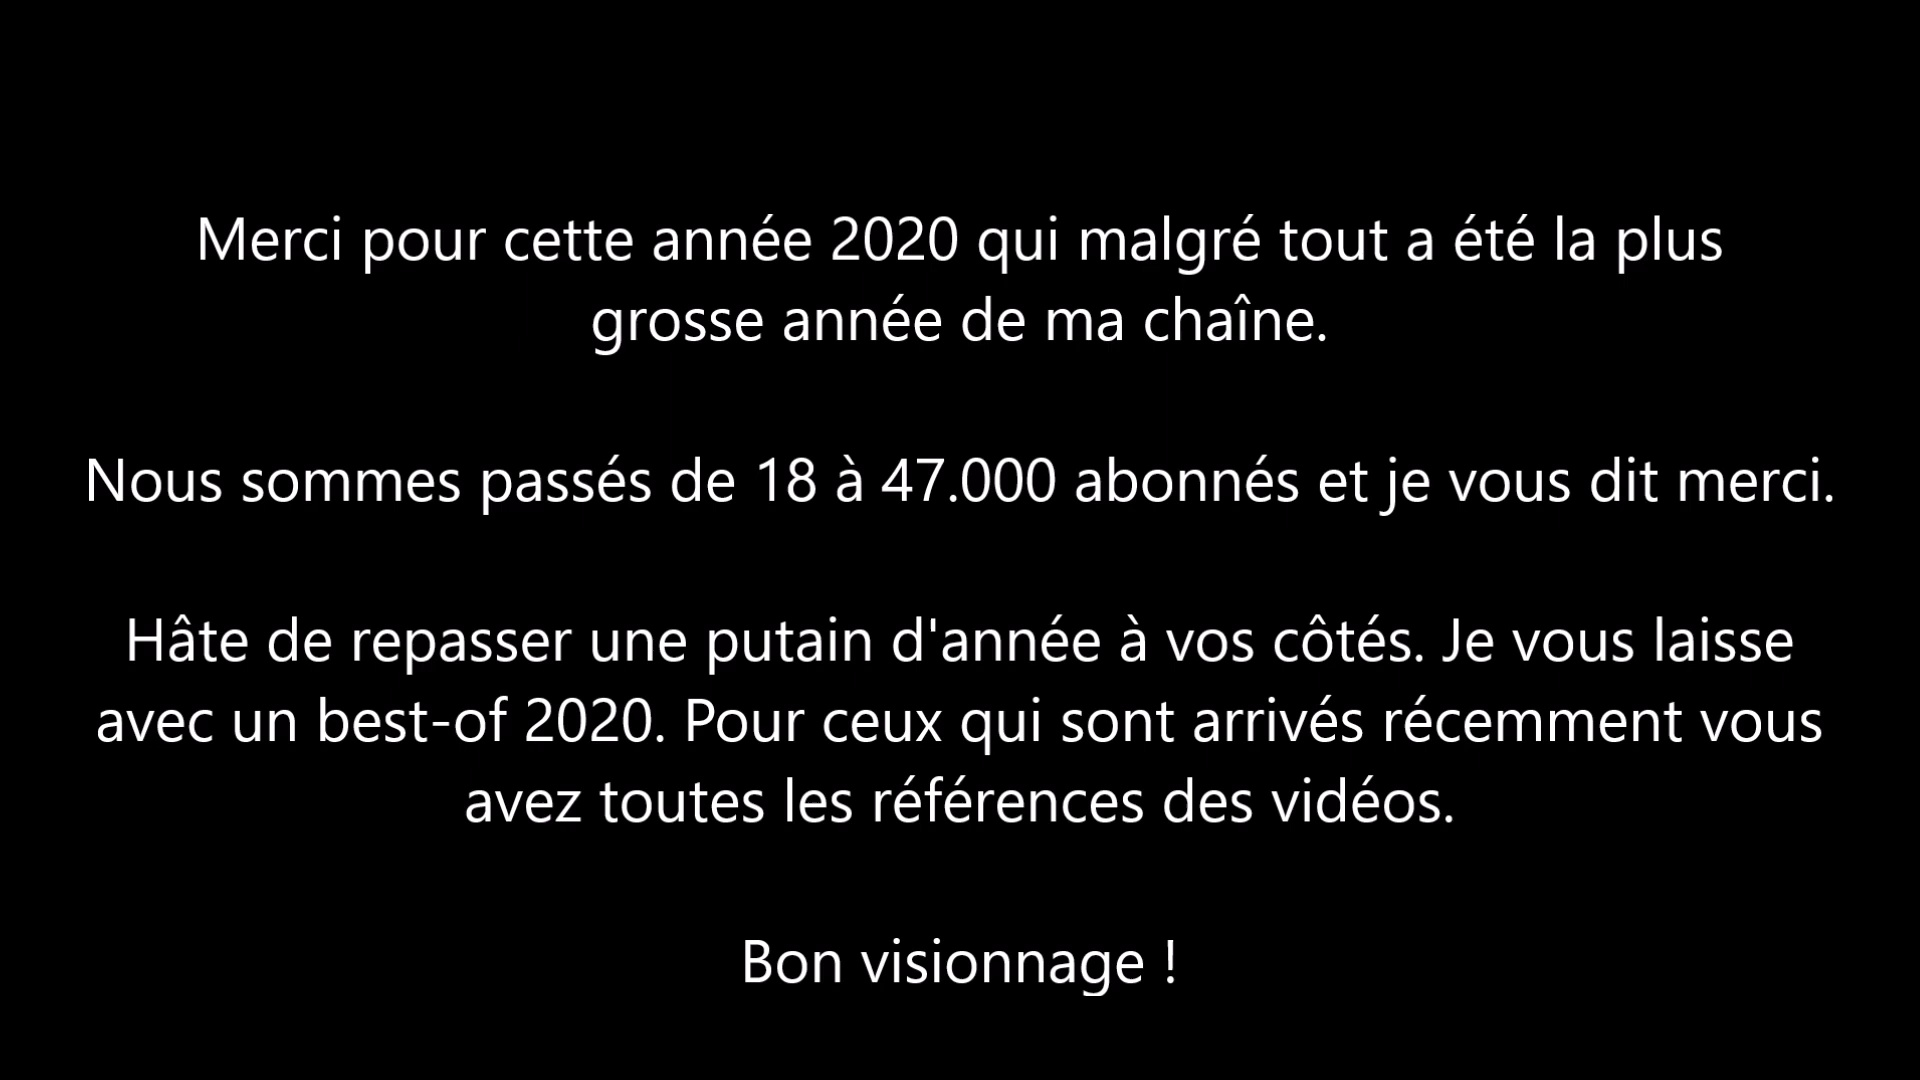 Merci pour cette année 2020 qui malgré tout a été la plus
grosse année de ma chaîne.
Nous sommes passés de 18 à 47.000 abonnés et je vous dit merci.
Hâte de repasser une putain d'année à vos côtés. Je vous laisse
avec un best-of 2020. Pour ceux qui sont arrivés récemment vous
avez toutes les références des vidéos.
Bon visionnage !